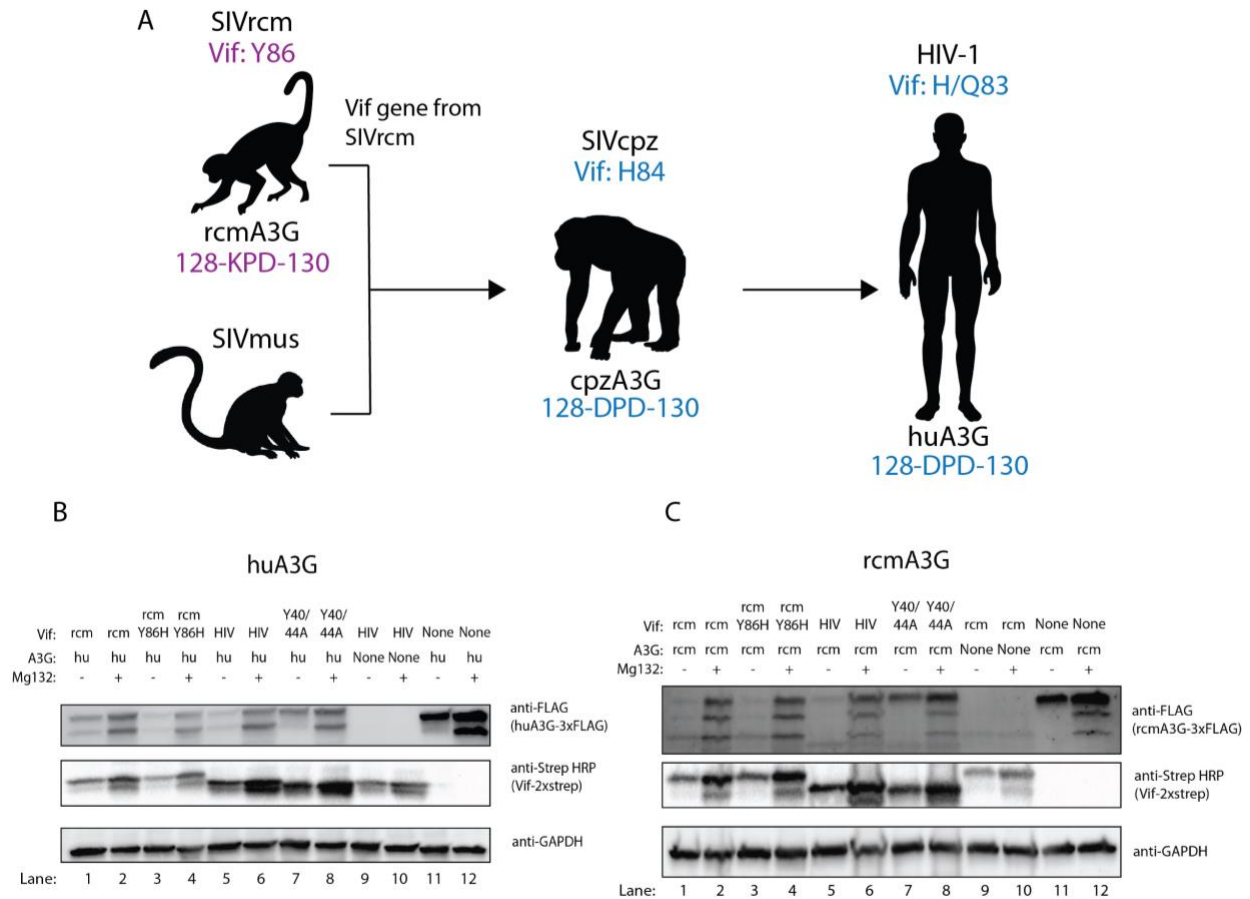 A
SIVrcm
Vif: Y86
Vif gene from
SIVrcm
rcmA3G
128-KPD-130
SIVmus
SIVcpz
Vif: H84
cpzA3G
128-DPD-130
HIV-1
Vif: H/Q83
huA3G
128-DPD-130
B
huA3G
Vif: rcm rcm rcm Y86H rcm Y86H HIV HIV Y40/44A Y40/44A HIV HIV None None
A3G: hu hu hu hu hu hu hu hu None None hu hu
Mg132: - + - + - + - + - + - +
anti-FLAG
(huA3G-3xFLAG)
anti-Strep HRP
(Vif-2xstrep)
anti-GAPDH
Lane: 1 2 3 4 5 6 7 8 9 10 11 12
C
rcmA3G
Vif: rcm rcm rcm Y86H rcm Y86H HIV HIV Y40/44A Y40/44A rcm rcm None None
A3G: rcm rcm rcm rcm rcm rcm rcm rcm None None rcm rcm
Mg132: - + - + - + - + - + - +
anti-FLAG
(rcmA3G-3xFLAG)
anti-Strep HRP
(Vif-2xstrep)
anti-GAPDH
Lane: 1 2 3 4 5 6 7 8 9 10 11 12